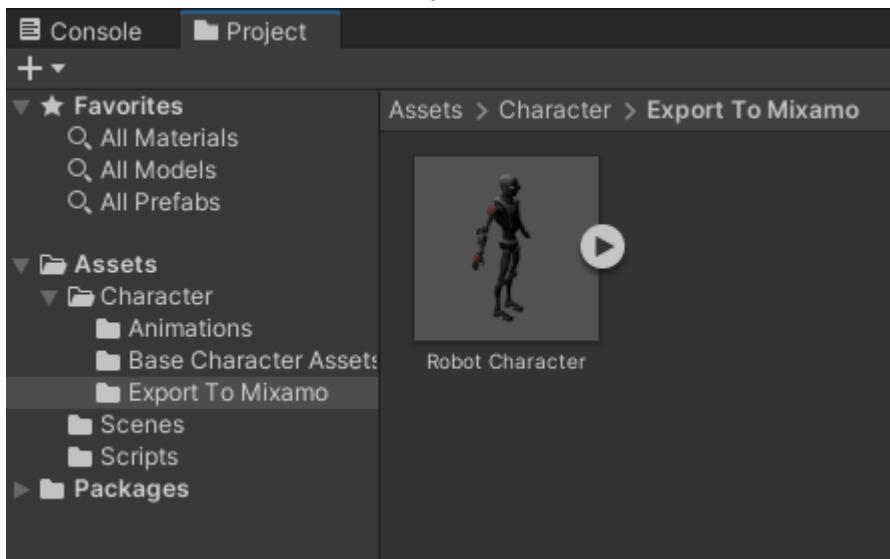 Console
Project
Favorites
All Materials
All Models
All Prefabs
Assets
Character
Animations
Base Character Assets
Export To Mixamo
Scenes
Scripts
Packages
Assets > Character > Export To Mixamo
Robot Character